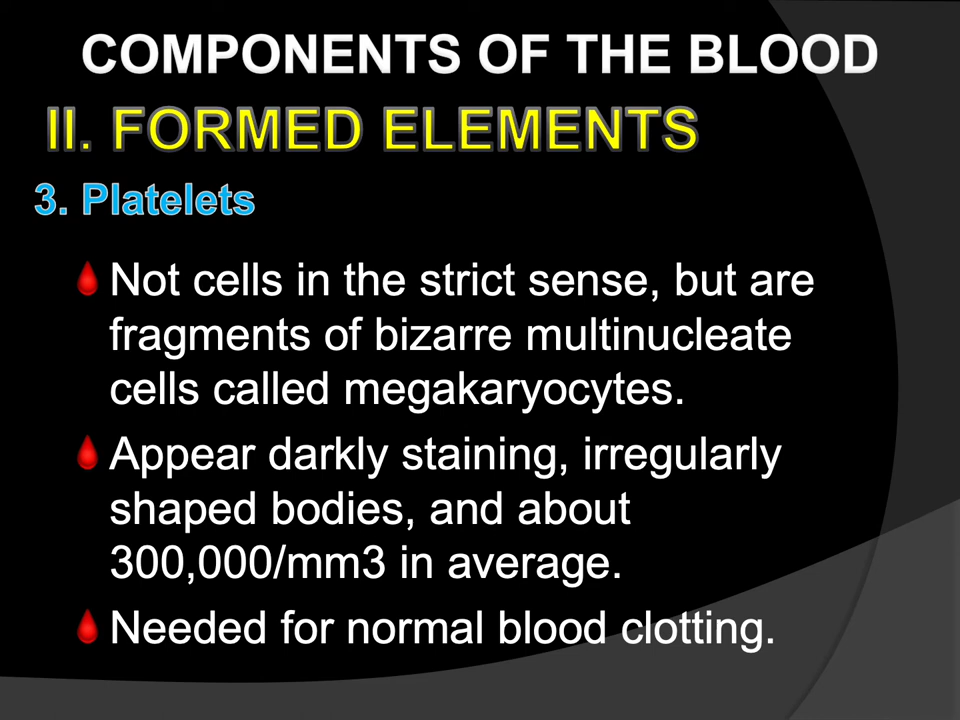 COMPONENTS OF THE BLOOD
II. FORMED ELEMENTS
3. Platelets
Not cells in the strict sense, but are
fragments of bizarre multinucleate
cells called megakaryocytes.
Appear darkly staining, irregularly
shaped bodies, and about
300,000/mm3 in average.
Needed for normal blood clotting.